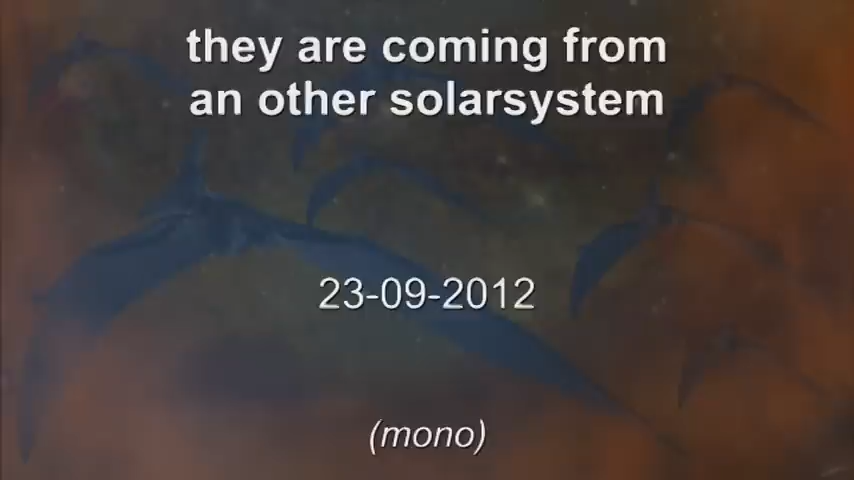 they are coming from
an other solarsystem
23-09-2012
(mono)